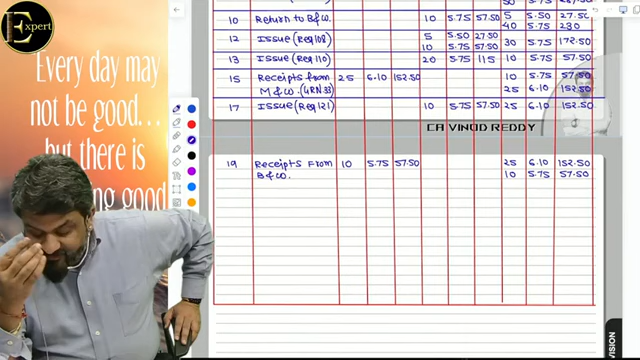 Expert
Every day may
not be good...
but there is
ng good
50 5.75
10 Return to B&W. 10 5.75 57.50 5 5.50 27.50
40 5.75 230
12 Issue (Req 108) 5 5.50 27.50 30 5.75 172.50
10 5.75 57.50
13 Issue (Req 110) 20 5.75 115 10 5.75 57.50
15 Receipts from 25 6.10 152.50 10 5.75 57.50
M&W. (GRN 33) 25 6.10 152.50
17 Issue (Req 121) 10 5.75 57.50 25 6.10 152.50
CA VINOD REDDY
19 Receipts From 10 5.75 57.50 25 6.10 152.50
B&W. 10 5.75 57.50
VISION